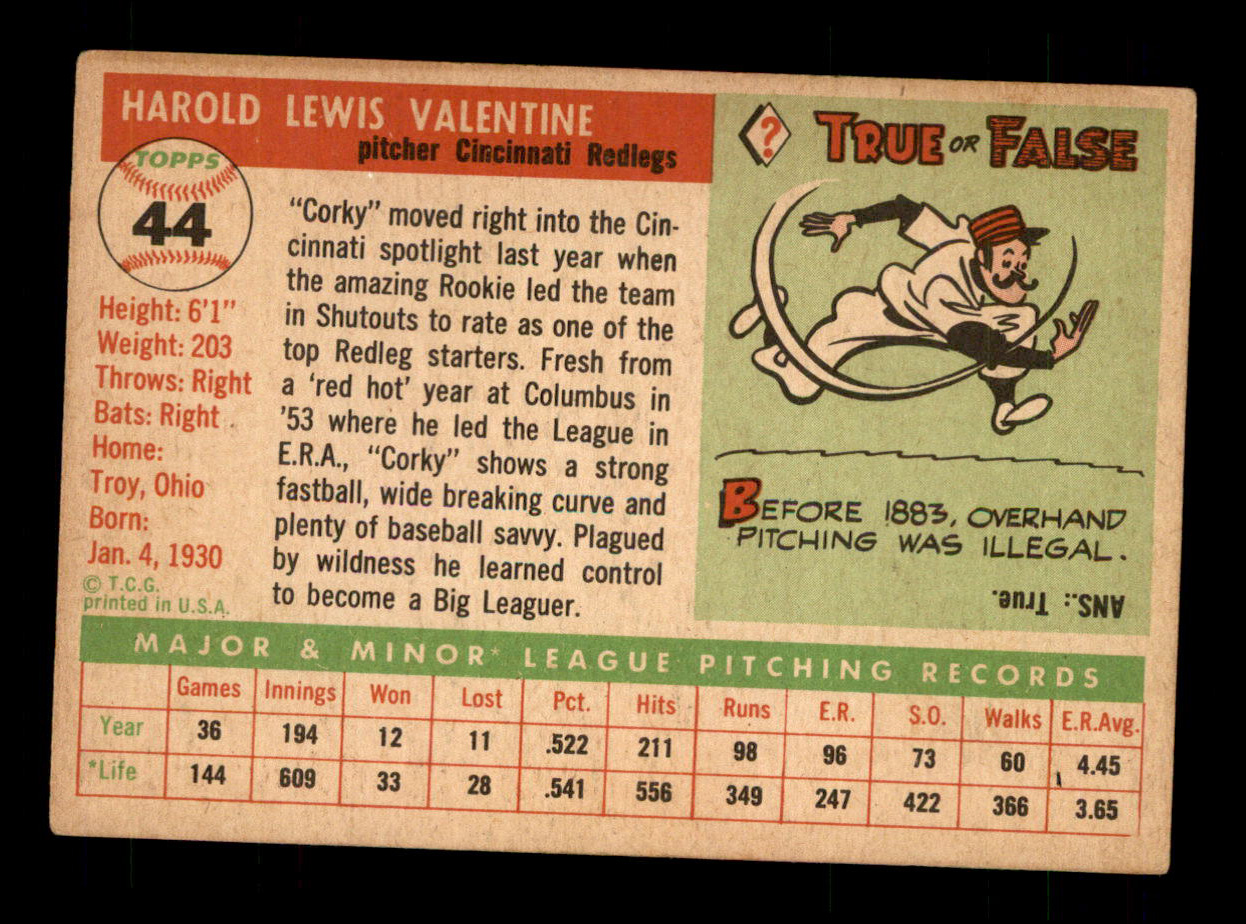 HAROLD LEWIS VALENTINE
pitcher Cincinnati Redlegs
TOPPS
44
Height: 6'1"
Weight: 203
Throws: Right
Bats: Right
Home:
Troy, Ohio
Born:
Jan. 4, 1930
© T.C.G.
printed in U.S.A.
"Corky" moved right into the Cin-
cinnati spotlight last year when
the amazing Rookie led the team
in Shutouts to rate as one of the
top Redleg starters. Fresh from
a 'red hot' year at Columbus in
'53 where he led the League in
E.R.A., "Corky" shows a strong
fastball, wide breaking curve and
plenty of baseball savvy. Plagued
by wildness he learned control
to become a Big Leaguer.
? TRUE OR FALSE
BEFORE 1883, OVERHAND
PITCHING WAS ILLEGAL.
ANS.: True.
MAJOR & MINOR* LEAGUE PITCHING RECORDS
Games Innings Won Lost Pct. Hits Runs E.R. S.O. Walks E.R.Avg.
Year 36 194 12 11 .522 211 98 96 73 60 4.45
*Life 144 609 33 28 .541 556 349 247 422 366 3.65